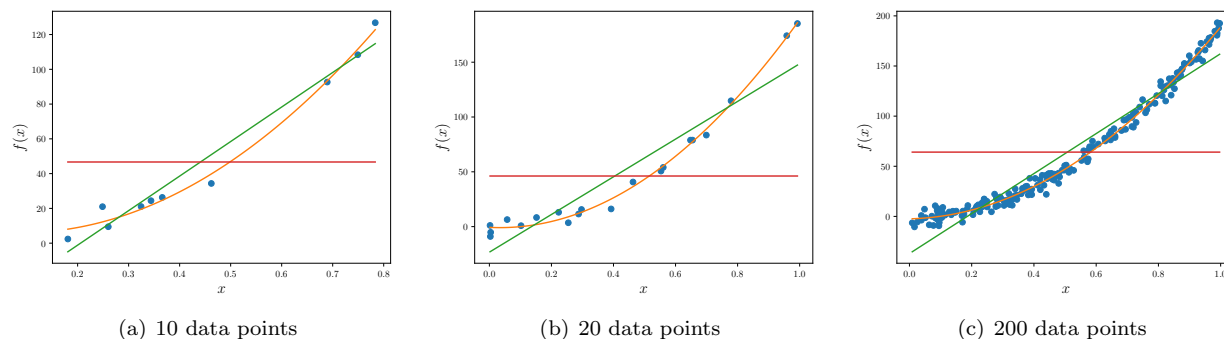 120
100
80
60
40
20
0
f(x)
0.2 0.3 0.4 0.5 0.6 0.7 0.8
x
(a) 10 data points
150
100
50
0
f(x)
0.0 0.2 0.4 0.6 0.8 1.0
x
(b) 20 data points
200
150
100
50
0
f(x)
0.0 0.2 0.4 0.6 0.8 1.0
x
(c) 200 data points